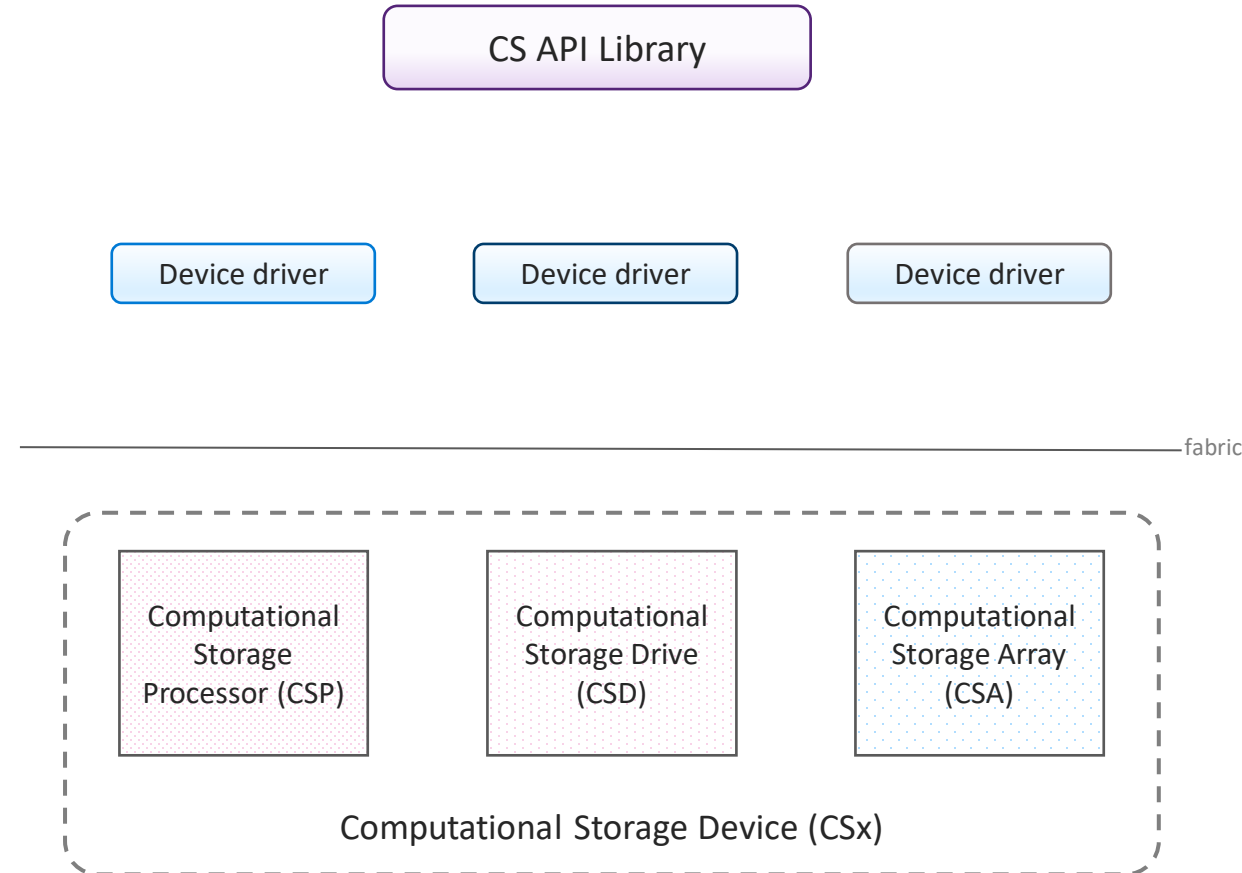 CS API Library
Device driver
Device driver
Device driver
fabric
Computational
Storage
Processor (CSP)
Computational
Storage Drive
(CSD)
Computational
Storage Array
(CSA)
Computational Storage Device (CSx)